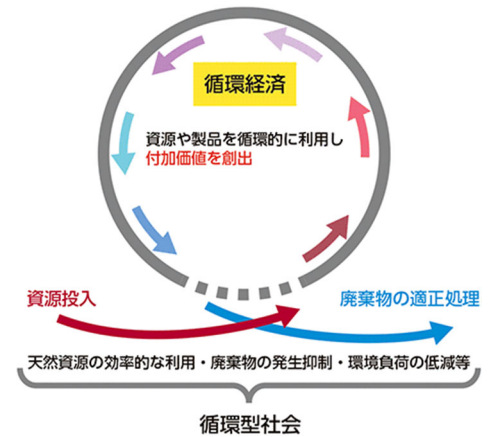 循環経済
資源や製品を循環的に利用し
付加価値を創出
資源投入
廃棄物の適正処理
天然資源の効率的な利用・廃棄物の発生抑制・環境負荷の低減等
循環型社会